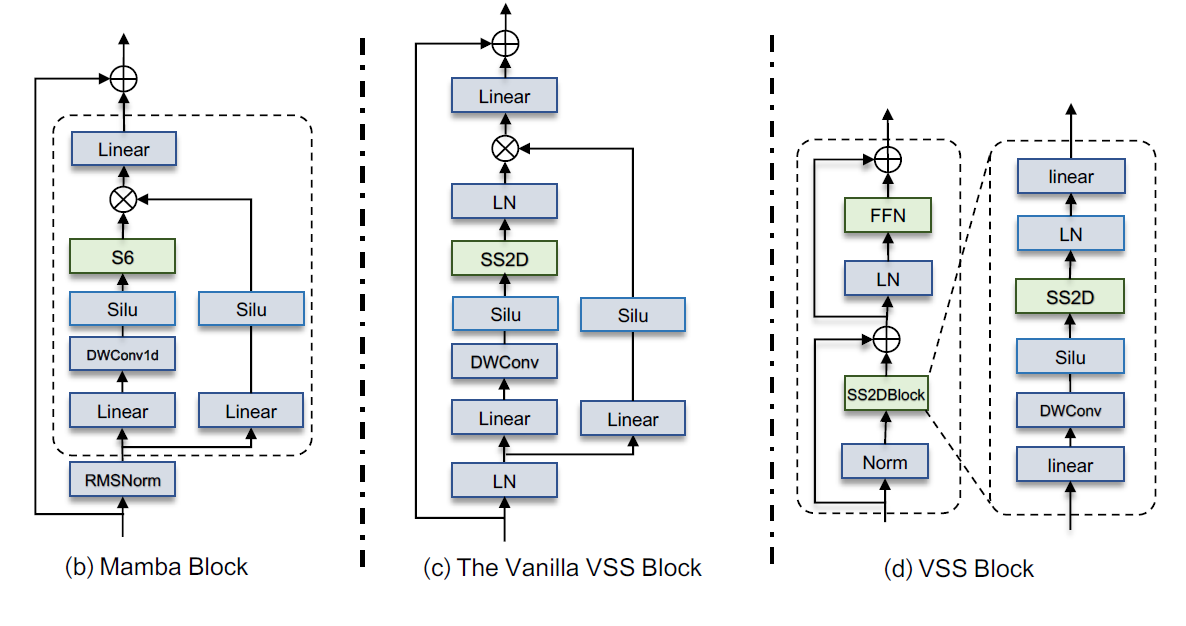 Linear
S6
Silu
Silu
DWConv1d
Linear
Linear
RMSNorm
(b) Mamba Block
Linear
LN
SS2D
Silu
Silu
DWConv
Linear
Linear
LN
(c) The Vanilla VSS Block
FFN
LN
SS2DBlock
Norm
linear
LN
SS2D
Silu
DWConv
linear
(d) VSS Block